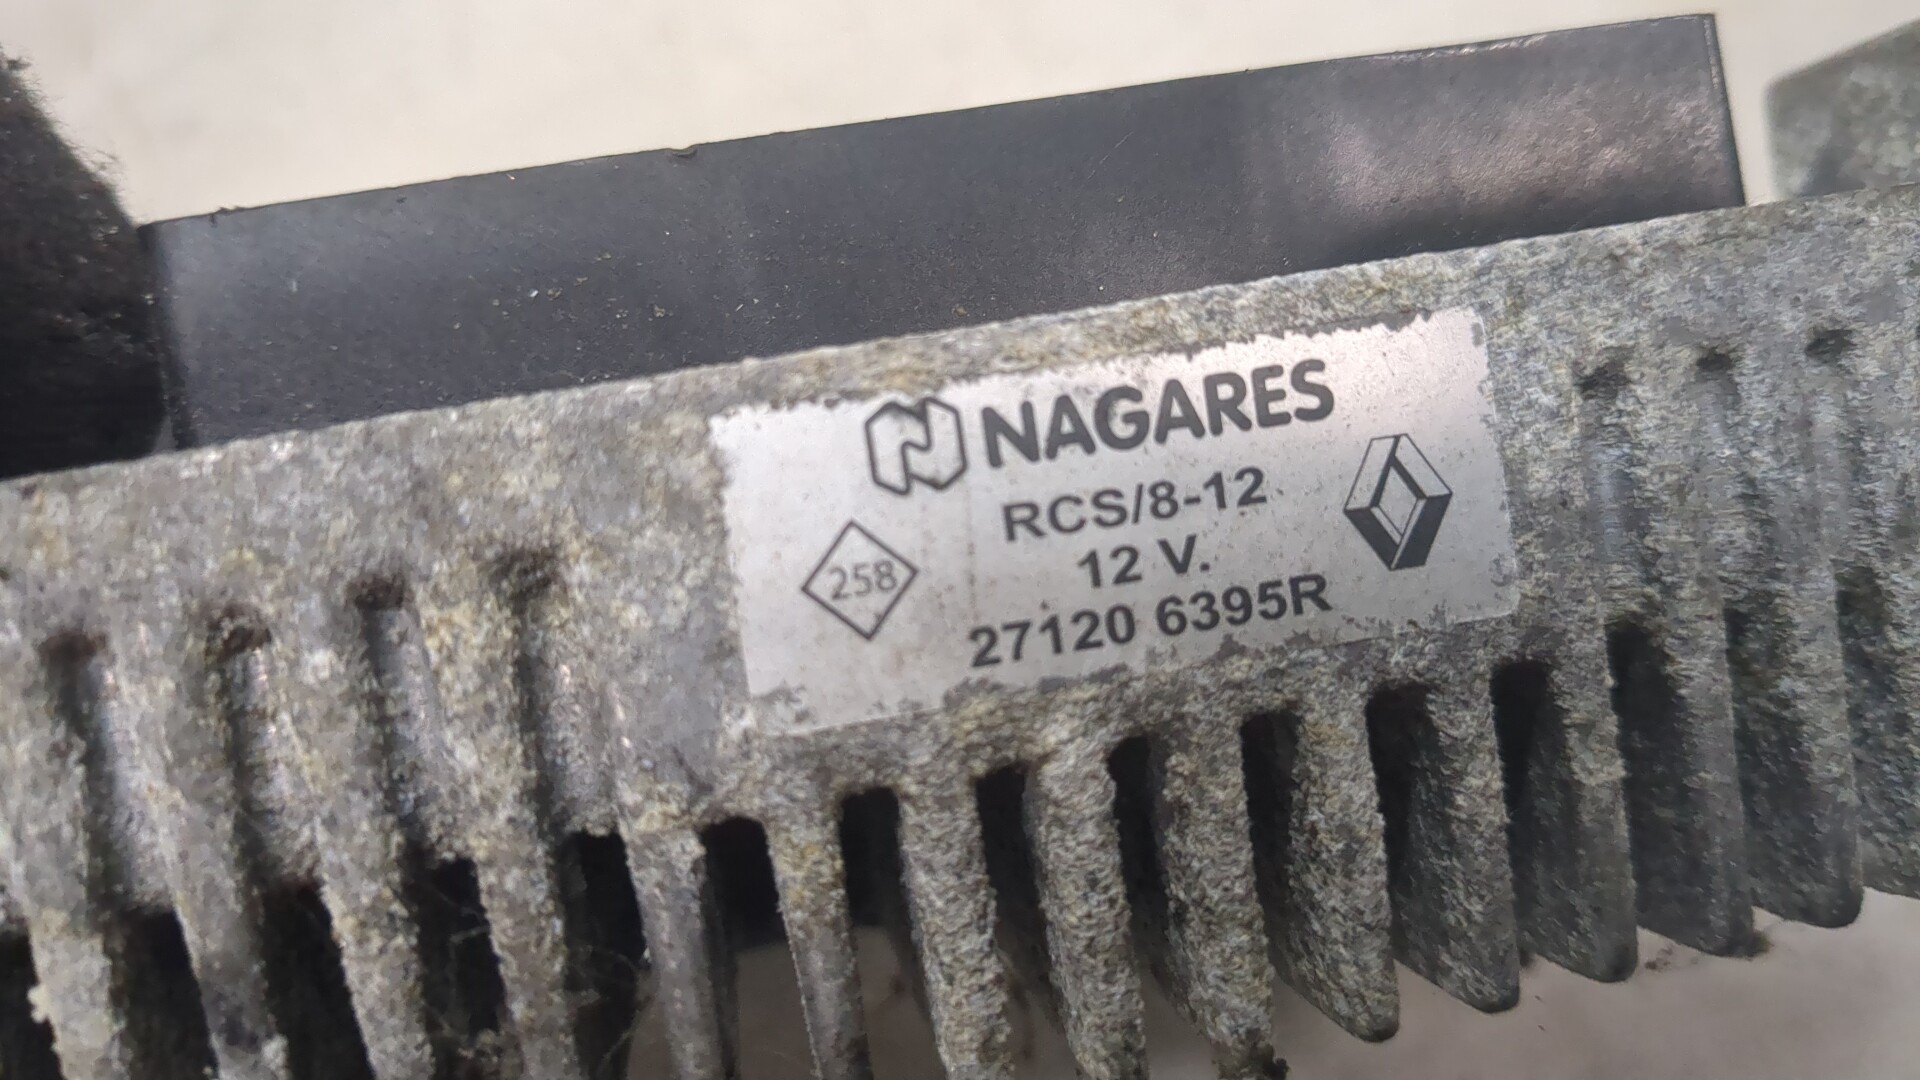 NAGARES
RCS/8-12
258
12 V.
27120 6395R